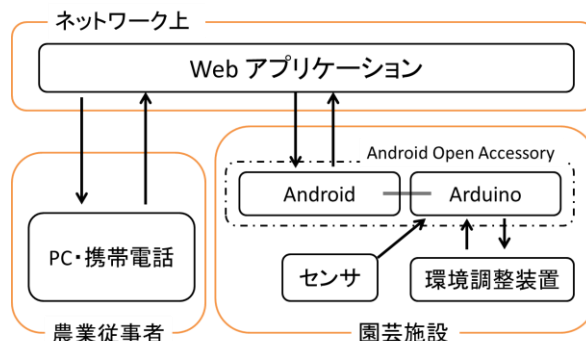 ネットワーク上
Web アプリケーション
Android Open Accessory
Android
Arduino
PC・携帯電話
センサ
環境調整装置
農業従事者
園芸施設